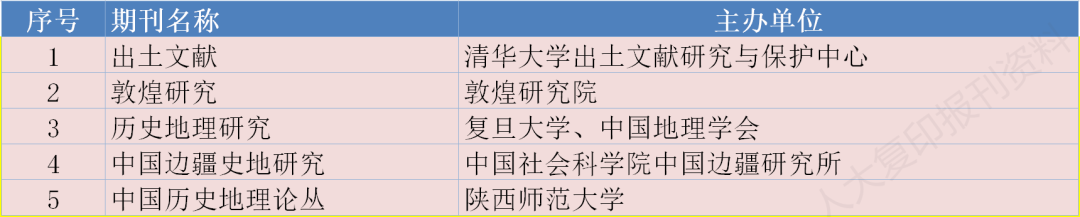 序号 期刊名称 主办单位
1 出土文献 清华大学出土文献研究与保护中心
2 敦煌研究 敦煌研究院
3 历史地理研究 复旦大学、中国地理学会
4 中国边疆史地研究 中国社会科学院中国边疆研究所
5 中国历史地理论丛 陕西师范大学
人大复印报刊资料